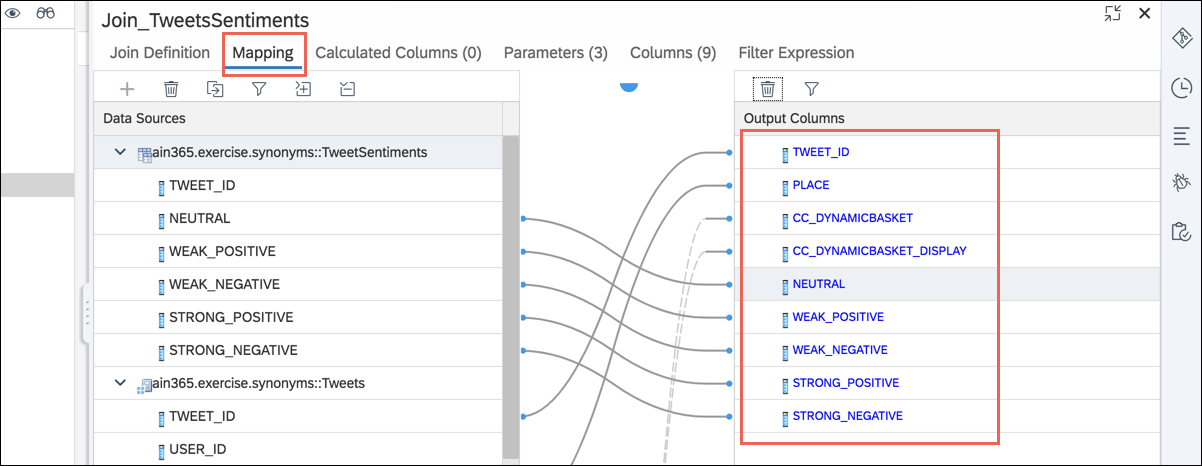 Join_TweetsSentiments
Join Definition Mapping Calculated Columns (0) Parameters (3) Columns (9) Filter Expression
Data Sources
ain365.exercise.synonyms::TweetSentiments
TWEET_ID
NEUTRAL
WEAK_POSITIVE
WEAK_NEGATIVE
STRONG_POSITIVE
STRONG_NEGATIVE
ain365.exercise.synonyms::Tweets
TWEET_ID
USER_ID
Output Columns
TWEET_ID
PLACE
CC_DYNAMICBASKET
CC_DYNAMICBASKET_DISPLAY
NEUTRAL
WEAK_POSITIVE
WEAK_NEGATIVE
STRONG_POSITIVE
STRONG_NEGATIVE